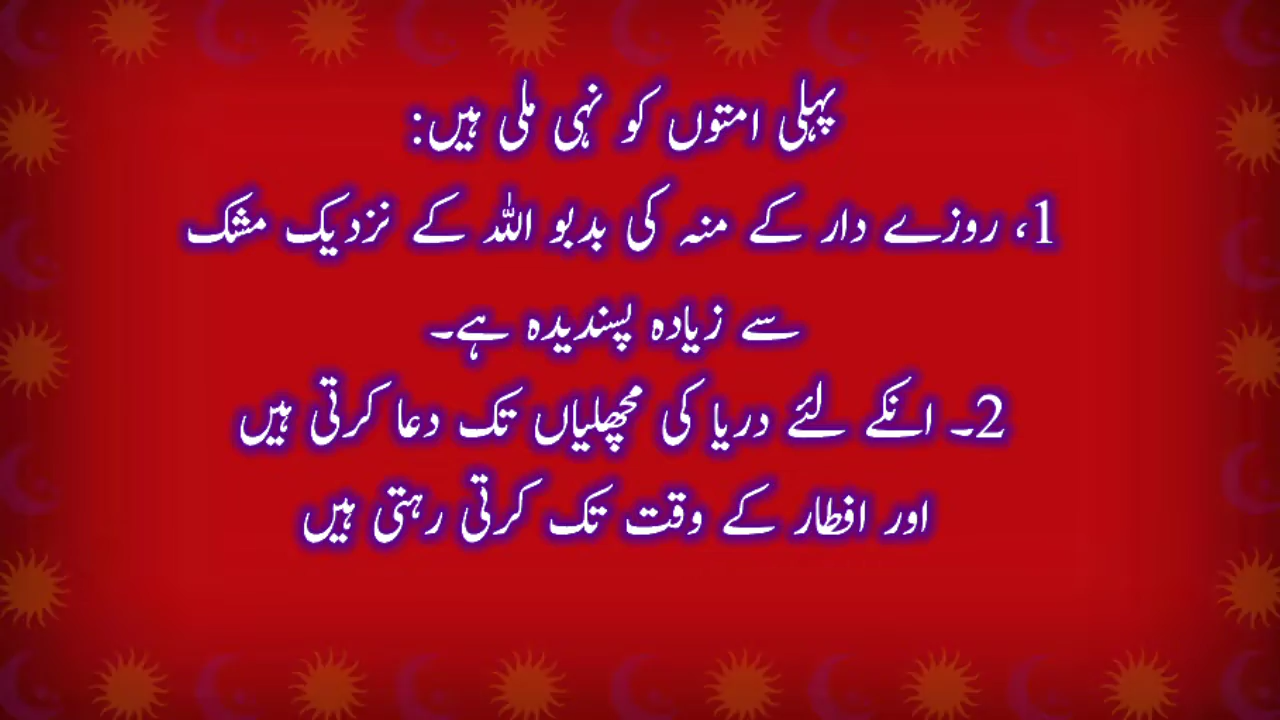 پہلی امتوں کو نہی ملی ہیں:
1، روزے دار کے منہ کی بدبو اللہ کے نزدیک مشک
سے زیادہ پسندیدہ ہے۔
2۔ انکے لئے دریا کی مچھلیاں تک دعا کرتی ہیں
اور افطار کے وقت تک کرتی رہتی ہیں